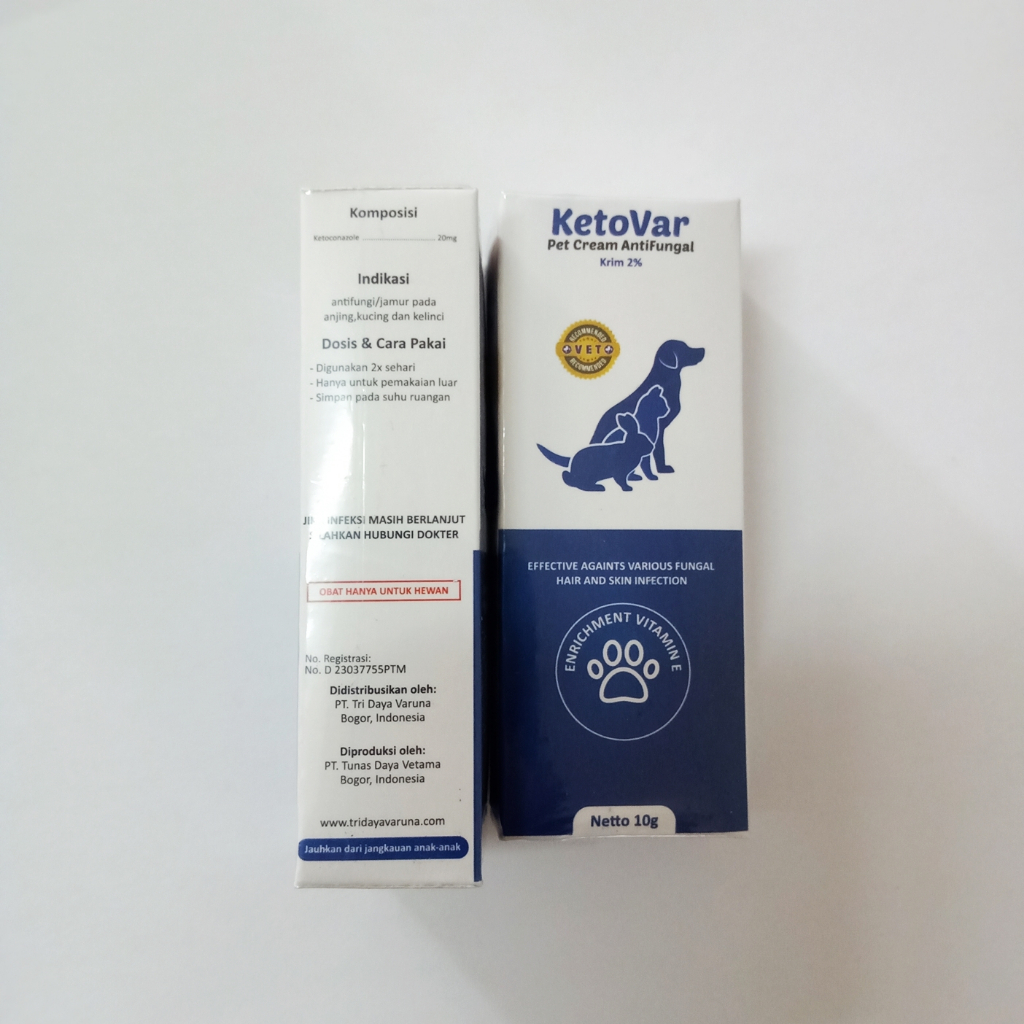 Komposisi
Ketoconazole ........................ 20mg
Indikasi
antifungi/jamur pada
anjing,kucing dan kelinci
Dosis & Cara Pakai
- Digunakan 2x sehari
- Hanya untuk pemakaian luar
- Simpan pada suhu ruangan
INFEKSI MASIH BERLANJUT
HUBUNGI DOKTER
OBAT HANYA UNTUK HEWAN
No. Registrasi:
No. D 23037755PTM
Didistribusikan oleh:
PT. Tri Daya Varuna
Bogor, Indonesia
Diproduksi oleh:
PT. Tunas Daya Vetama
Bogor, Indonesia
www.tridayavaruna.com
Jauhkan dari jangkauan anak-anak
KetoVar
Pet Cream AntiFungal
Krim 2%
RECOMMENDED
VET
RECOMMENDED
EFFECTIVE AGAINTS VARIOUS FUNGAL
HAIR AND SKIN INFECTION
ENRICHMENT VITAMIN E
Netto 10g